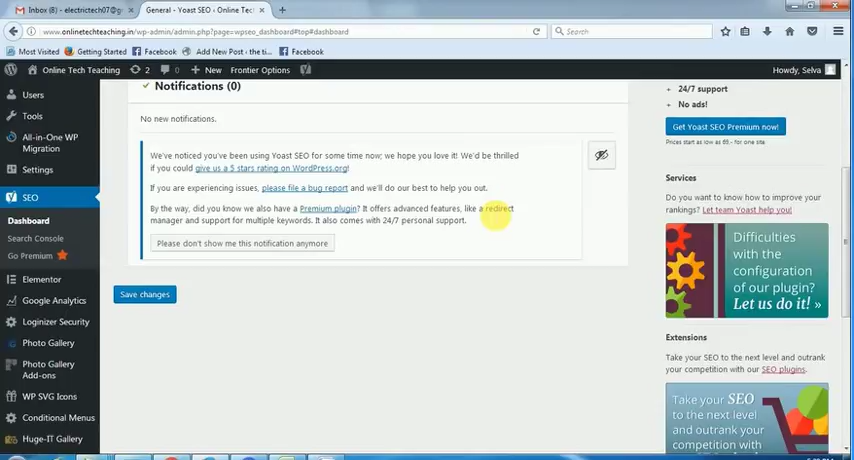 Inbox (8) - electrictech07@g
General - Yoast SEO ‹ Online Tec
www.onlinetechteaching.in/wp-admin/admin.php?page=wpseo_dashboard#top#dashboard
Search
Most Visited
Getting Started
Facebook
Add New Post ‹ the ti...
Facebook
Online Tech Teaching
2
0
+ New
Frontier Options
Howdy, Selva
Users
Tools
All-in-One WP
Migration
Settings
SEO
Dashboard
Search Console
Go Premium
Elementor
Google Analytics
Loginizer Security
Photo Gallery
Photo Gallery
Add-ons
WP SVG Icons
Conditional Menus
Huge-IT Gallery
Notifications (0)
No new notifications.
We've noticed you've been using Yoast SEO for some time now; we hope you love it! We'd be thrilled
if you could give us a 5 stars rating on WordPress.org!
If you are experiencing issues, please file a bug report and we'll do our best to help you out.
By the way, did you know we also have a Premium plugin? It offers advanced features, like a redirect
manager and support for multiple keywords. It also comes with 24/7 personal support.
Please don't show me this notification anymore
Save changes
24/7 support
No ads!
Get Yoast SEO Premium now!
Prices start as low as 69,- for one site
Services
Do you want to know how to improve your
rankings? Let team Yoast help you!
Difficulties
with the
configuration
of our plugin?
Let us do it! »
Extensions
Take your SEO to the next level and outrank
your competition with our SEO plugins.
Take your SEO
to the next level
and outrank your
competition with